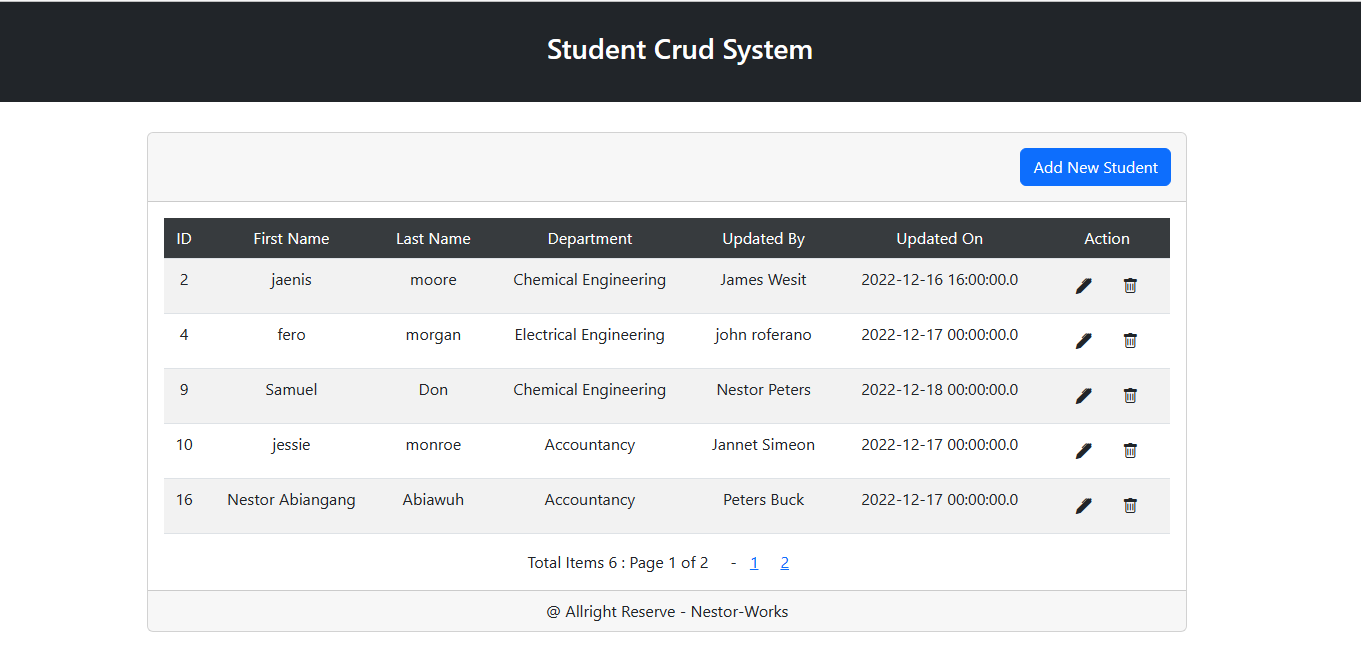 Student Crud System
Add New Student
ID First Name Last Name Department Updated By Updated On Action
2 jaenis moore Chemical Engineering James Wesit 2022-12-16 16:00:00.0
4 fero morgan Electrical Engineering john roferano 2022-12-17 00:00:00.0
9 Samuel Don Chemical Engineering Nestor Peters 2022-12-18 00:00:00.0
10 jessie monroe Accountancy Jannet Simeon 2022-12-17 00:00:00.0
16 Nestor Abiangang Abiawuh Accountancy Peters Buck 2022-12-17 00:00:00.0
Total Items 6 : Page 1 of 2 - 1 2
@ Allright Reserve - Nestor-Works